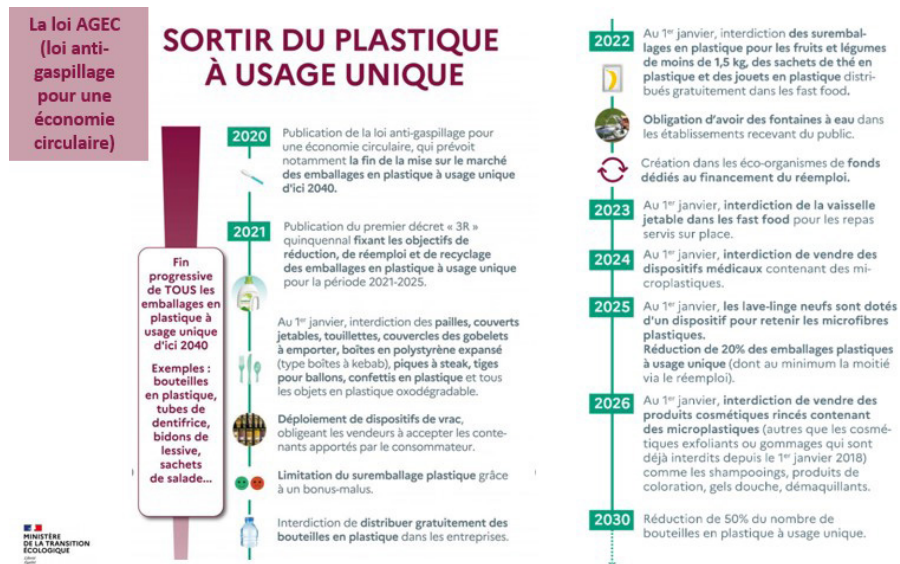 La loi AGEC
(loi anti-
gaspillage
pour une
économie
circulaire)
SORTIR DU PLASTIQUE
À USAGE UNIQUE
Fin
progressive
de TOUS les
emballages en
plastique à
usage unique
d'ici 2040
Exemples :
bouteilles
en plastique,
tubes de
dentifrice,
bidons de
lessive,
sachets
de salade...
MINISTÈRE
DE LA TRANSITION
ÉCOLOGIQUE
2020
Publication de la loi anti-gaspillage pour
une économie circulaire, qui prévoit
notamment la fin de la mise sur le marché
des emballages en plastique à usage unique
d'ici 2040.
2021
Publication du premier décret « 3R »
quinquennal fixant les objectifs de
réduction, de réemploi et de recyclage
des emballages en plastique à usage unique
pour la période 2021-2025.
Au 1er janvier, interdiction des pailles, couverts
jetables, touillettes, couvercles des gobelets
à emporter, boîtes en polystyrène expansé
(type boîtes à kebab), piques à steak, tiges
pour ballons, confettis en plastique et tous
les objets en plastique oxodégradable.
Déploiement de dispositifs de vrac,
obligeant les vendeurs à accepter les conte-
nants apportés par le consommateur.
Limitation du suremballage plastique grâce
à un bonus-malus.
Interdiction de distribuer gratuitement des
bouteilles en plastique dans les entreprises.
2022
Au 1er janvier, interdiction des suremba-
llages en plastique pour les fruits et légumes
de moins de 1,5 kg, des sachets de thé en
plastique et des jouets en plastique distri-
bués gratuitement dans les fast food.
Obligation d'avoir des fontaines à eau dans
les établissements recevant du public.
Création dans les éco-organismes de fonds
dédiés au financement du réemploi.
2023
Au 1er janvier, interdiction de la vaisselle
jetable dans les fast food pour les repas
servis sur place.
2024
Au 1er janvier, interdiction de vendre des
dispositifs médicaux contenant des mi-
croplastiques.
2025
Au 1er janvier, les lave-linge neufs sont dotés
d'un dispositif pour retenir les microfibres
plastiques.
Réduction de 20% des emballages plastiques
à usage unique (dont au minimum la moitié
via le réemploi).
2026
Au 1er janvier, interdiction de vendre des
produits cosmétiques rincés contenant
des microplastiques (autres que les cosmé-
tiques exfoliants ou gommages qui sont
déjà interdits depuis le 1er janvier 2018)
comme les shampooings, produits de
coloration, gels douche, démaquillants.
2030
Réduction de 50% du nombre de
bouteilles en plastique à usage unique.